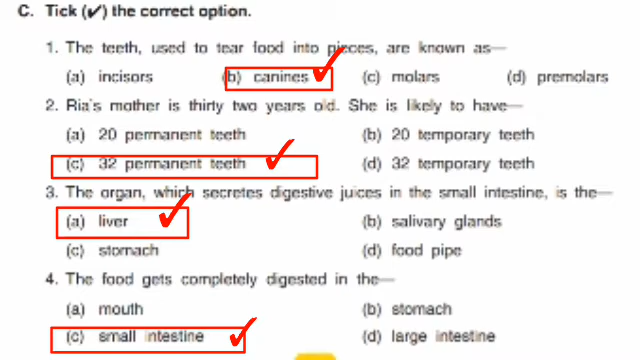 C. Tick (✓) the correct option.
1. The teeth, used to tear food into pieces, are known as—
(a) incisors (b) canines ✓ (c) molars (d) premolars
2. Ria's mother is thirty two years old. She is likely to have—
(a) 20 permanent teeth (b) 20 temporary teeth
(c) 32 permanent teeth ✓ (d) 32 temporary teeth
3. The organ, which secretes digestive juices in the small intestine, is the—
(a) liver ✓ (b) salivary glands
(c) stomach (d) food pipe
4. The food gets completely digested in the—
(a) mouth (b) stomach
(c) small intestine ✓ (d) large intestine